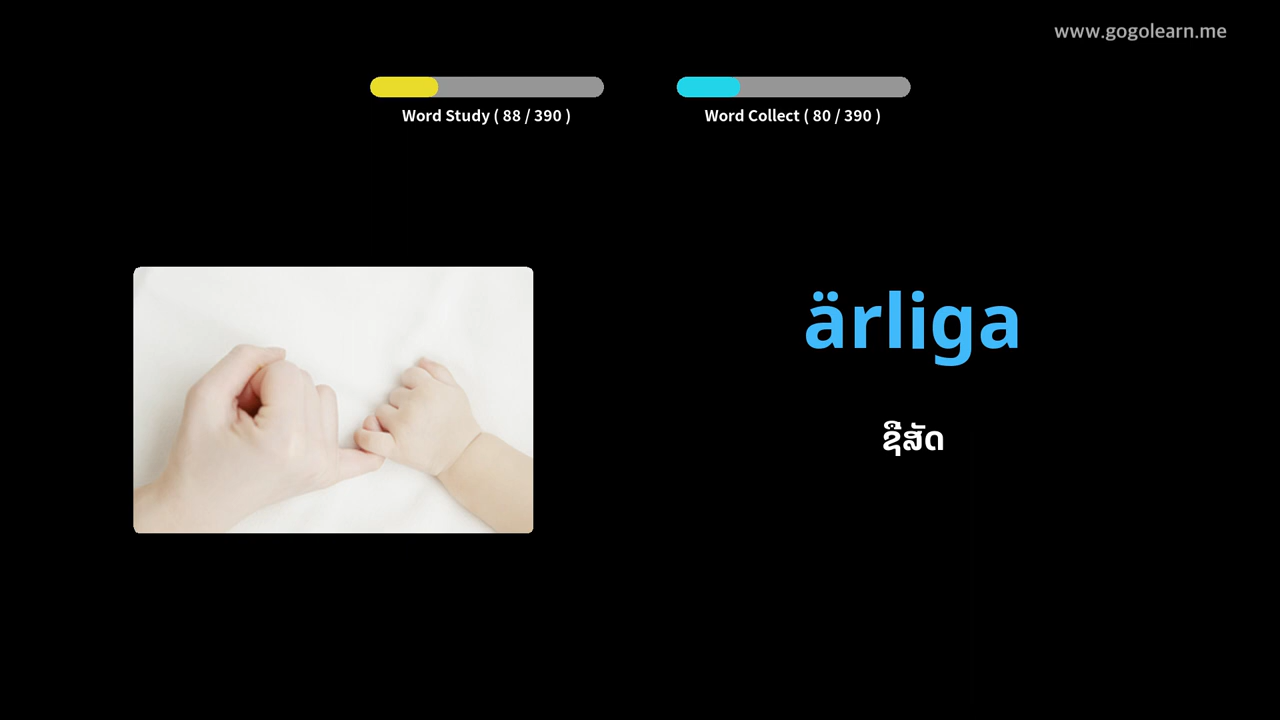 www.gogolearn.me
Word Study ( 88 / 390 )
Word Collect ( 80 / 390 )
ärliga
ຊື່ສັດ